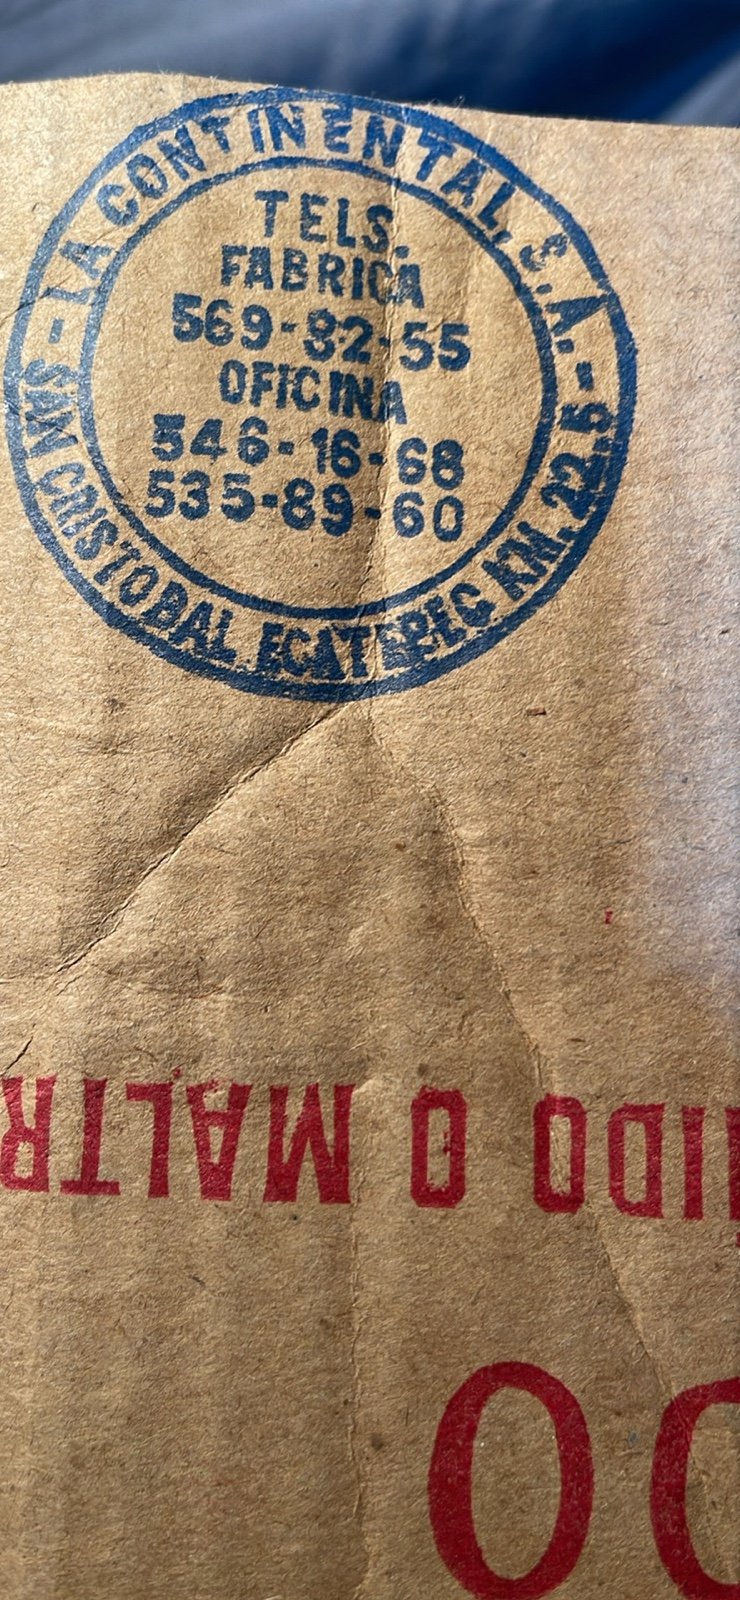 - LA CONTINENTAL, S.A. -
SAN CRISTOBAL ECATEPEC KM. 22.5
TELS.
FABRICA
569-82-55
OFICINA
546-16-68
535-89-60
IDO O MALTR